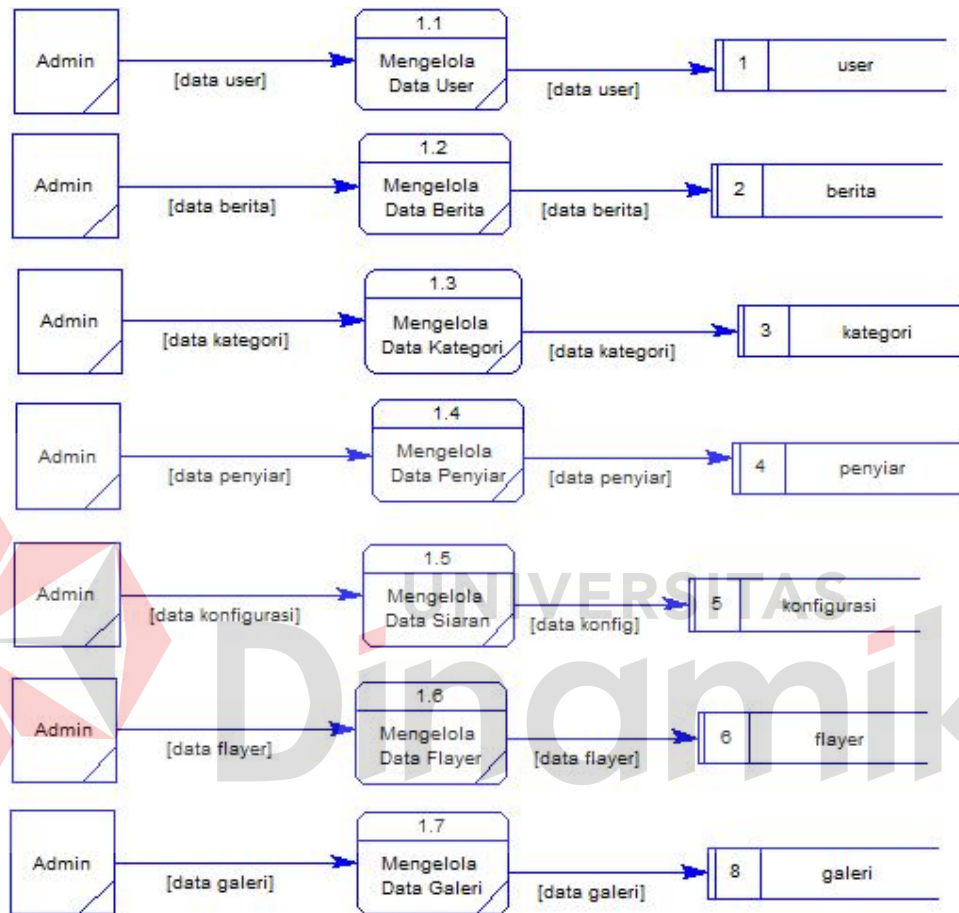 1.1
Admin
Mengelola
Data User
1
user
[data user]
[data user]
1.2
Admin
Mengelola
Data Berita
2
berita
[data berita]
[data berita]
1.3
Admin
Mengelola
Data Kategori
3
kategori
[data kategori]
[data kategori]
1.4
Admin
Mengelola
Data Penyiar
4
penyiar
[data penyiar]
[data penyiar]
1.5
Admin
Mengelola
Data Siaran
5
konfigurasi
[data konfigurasi]
[data konfig]
UNIVERSITAS
Dinamik
1.6
Admin
Mengelola
Data Flayer
6
flayer
[data flayer]
[data flayer]
1.7
Admin
Mengelola
Data Galeri
8
galeri
[data galeri]
[data galeri]